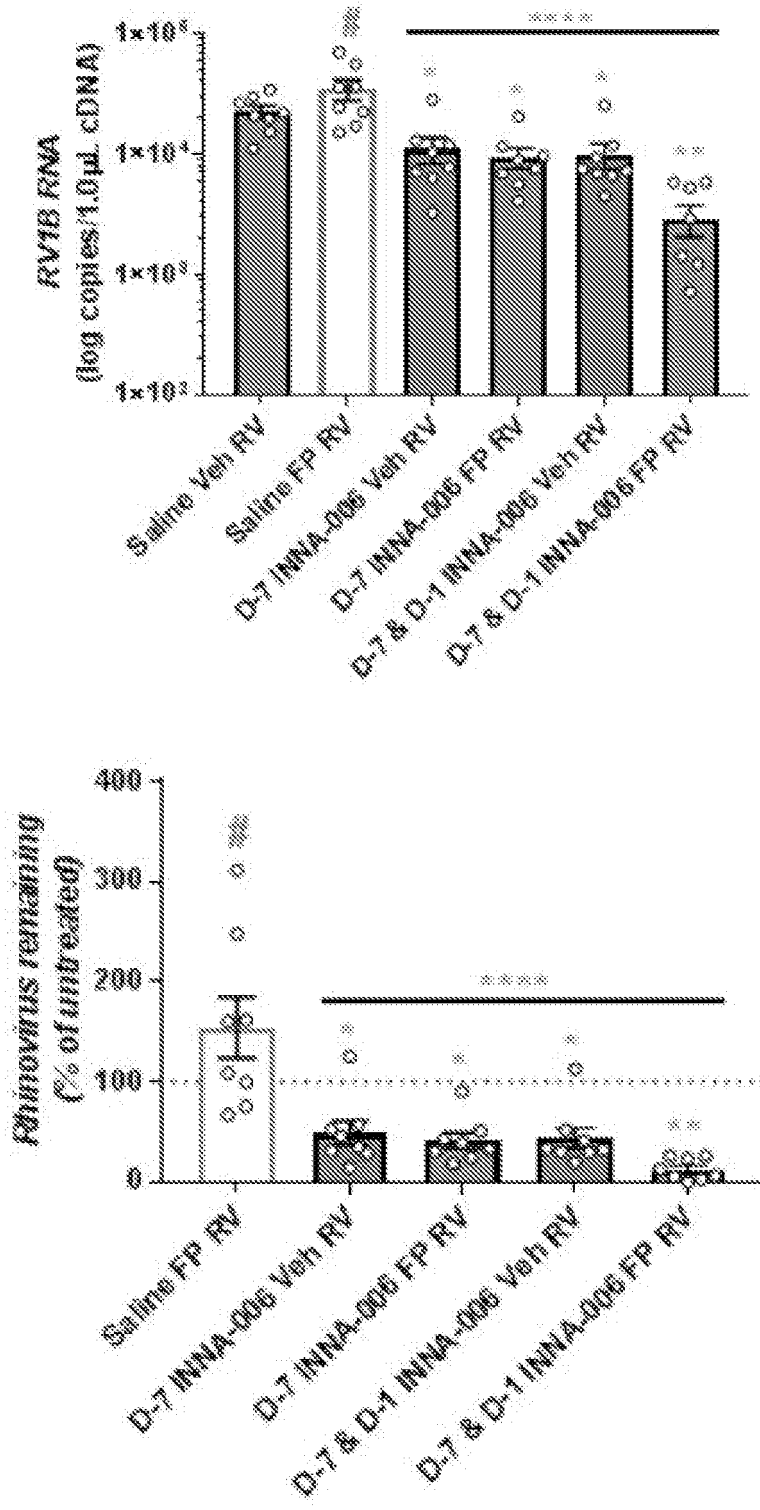 ##
****
1×10⁵
*
*
*
**
1×10⁴
1×10³
1×10²
RV1B RNA
(log copies/1.0µL cDNA)
Saline Veh RV
Saline FP RV
D-7 INNA-006 Veh RV
D-7 INNA-006 FP RV
D-7 & D-1 INNA-006 Veh RV
D-7 & D-1 INNA-006 FP RV
400
300
200
100
0
Rhinovirus remaining
(% of untreated)
****
*
*
*
**
Saline FP RV
D-7 INNA-006 Veh RV
D-7 INNA-006 FP RV
D-7 & D-1 INNA-006 Veh RV
D-7 & D-1 INNA-006 FP RV